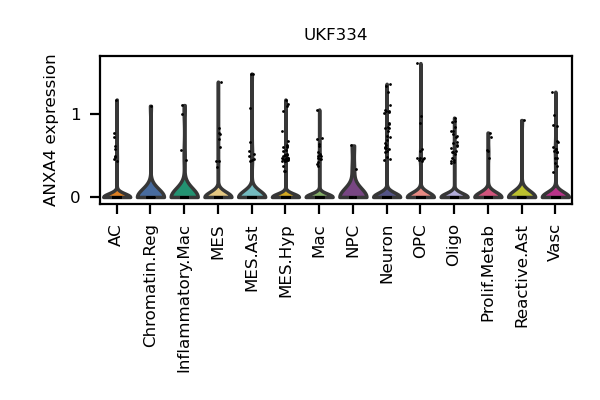 UKF334
ANXA4 expression
1
0
AC
Chromatin.Reg
Inflammatory.Mac
MES
MES.Ast
MES.Hyp
Mac
NPC
Neuron
OPC
Oligo
Prolif.Metab
Reactive.Ast
Vasc